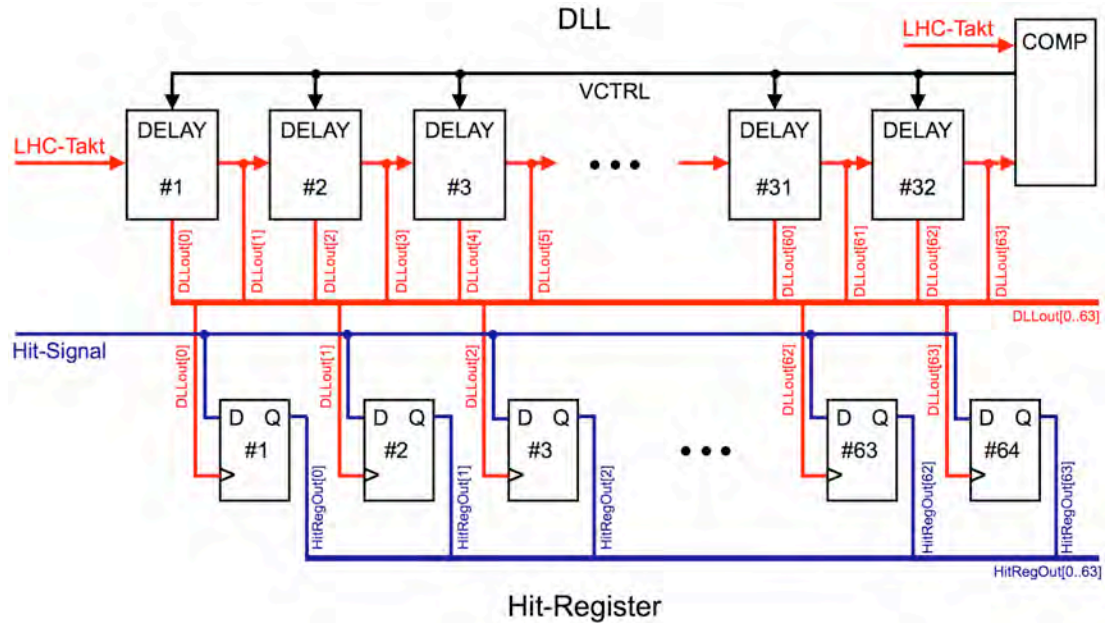 DLL
LHC-Takt
COMP
VCTRL
LHC-Takt
DELAY
#1
DELAY
#2
DELAY
#3
• • •
DELAY
#31
DELAY
#32
DLLout[0]
DLLout[1]
DLLout[2]
DLLout[3]
DLLout[4]
DLLout[5]
DLLout[60]
DLLout[61]
DLLout[62]
DLLout[63]
DLLout[0..63]
Hit-Signal
DLLout[0]
DLLout[1]
DLLout[2]
DLLout[62]
DLLout[63]
D Q
#1
D Q
#2
D Q
#3
• • •
D Q
#63
D Q
#64
HitRegOut[0]
HitRegOut[1]
HitRegOut[2]
HitRegOut[62]
HitRegOut[63]
HitRegOut[0..63]
Hit-Register